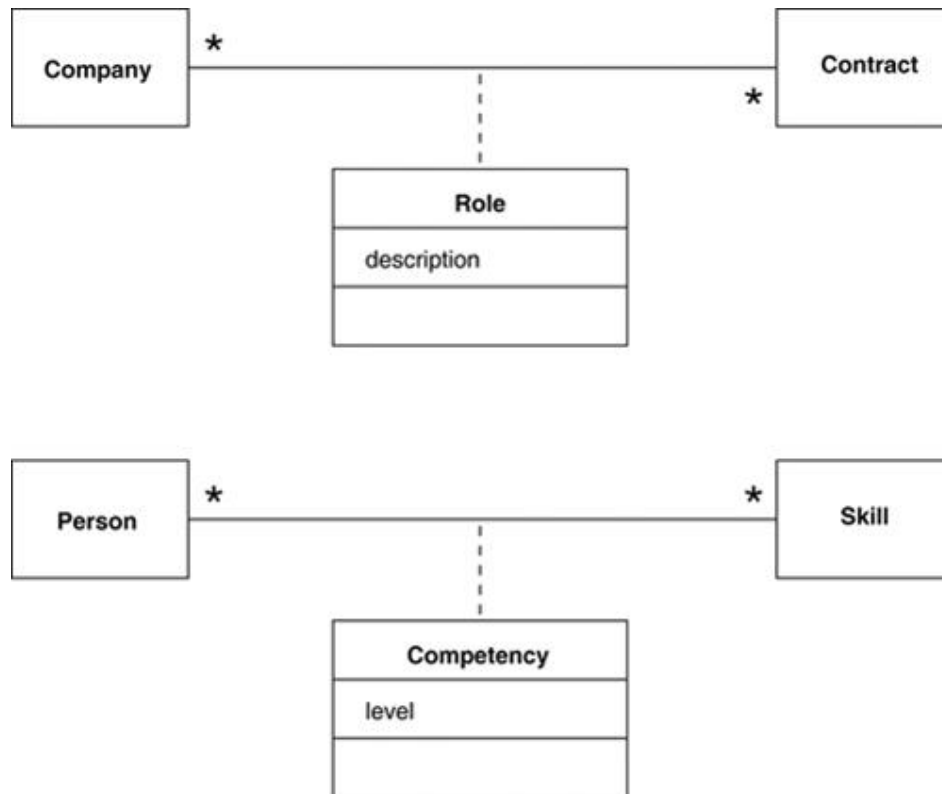 *
Company
Contract
*
Role
description
*
*
Person
Skill
Competency
level